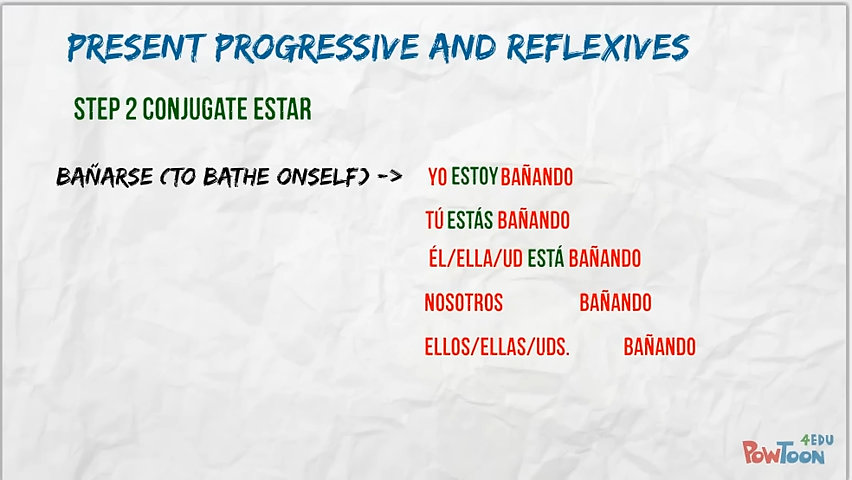 PRESENT PROGRESSIVE AND REFLEXIVES
STEP 2 CONJUGATE ESTAR
BAÑARSE (TO BATHE ONSELF) -> YO ESTOY BAÑANDO
TÚ ESTÁS BAÑANDO
ÉL/ELLA/UD ESTÁ BAÑANDO
NOSOTROS BAÑANDO
ELLOS/ELLAS/UDS. BAÑANDO
4EDU
POWTOON